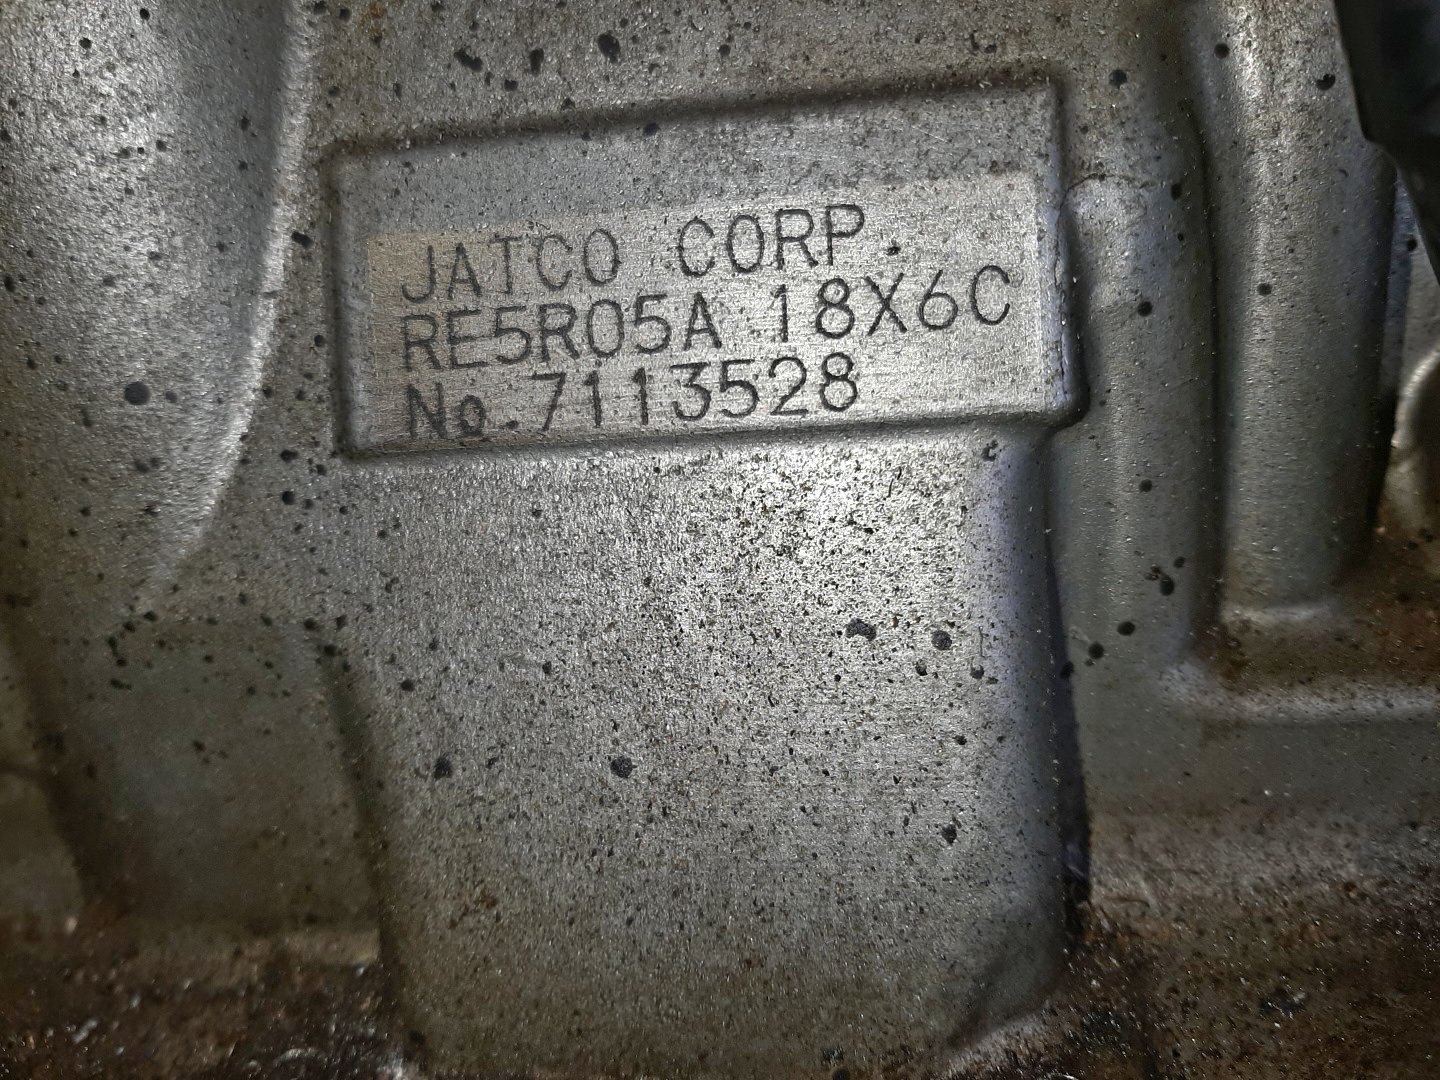 JATCO CORP.
RE5R05A 18X6C
No.7113528